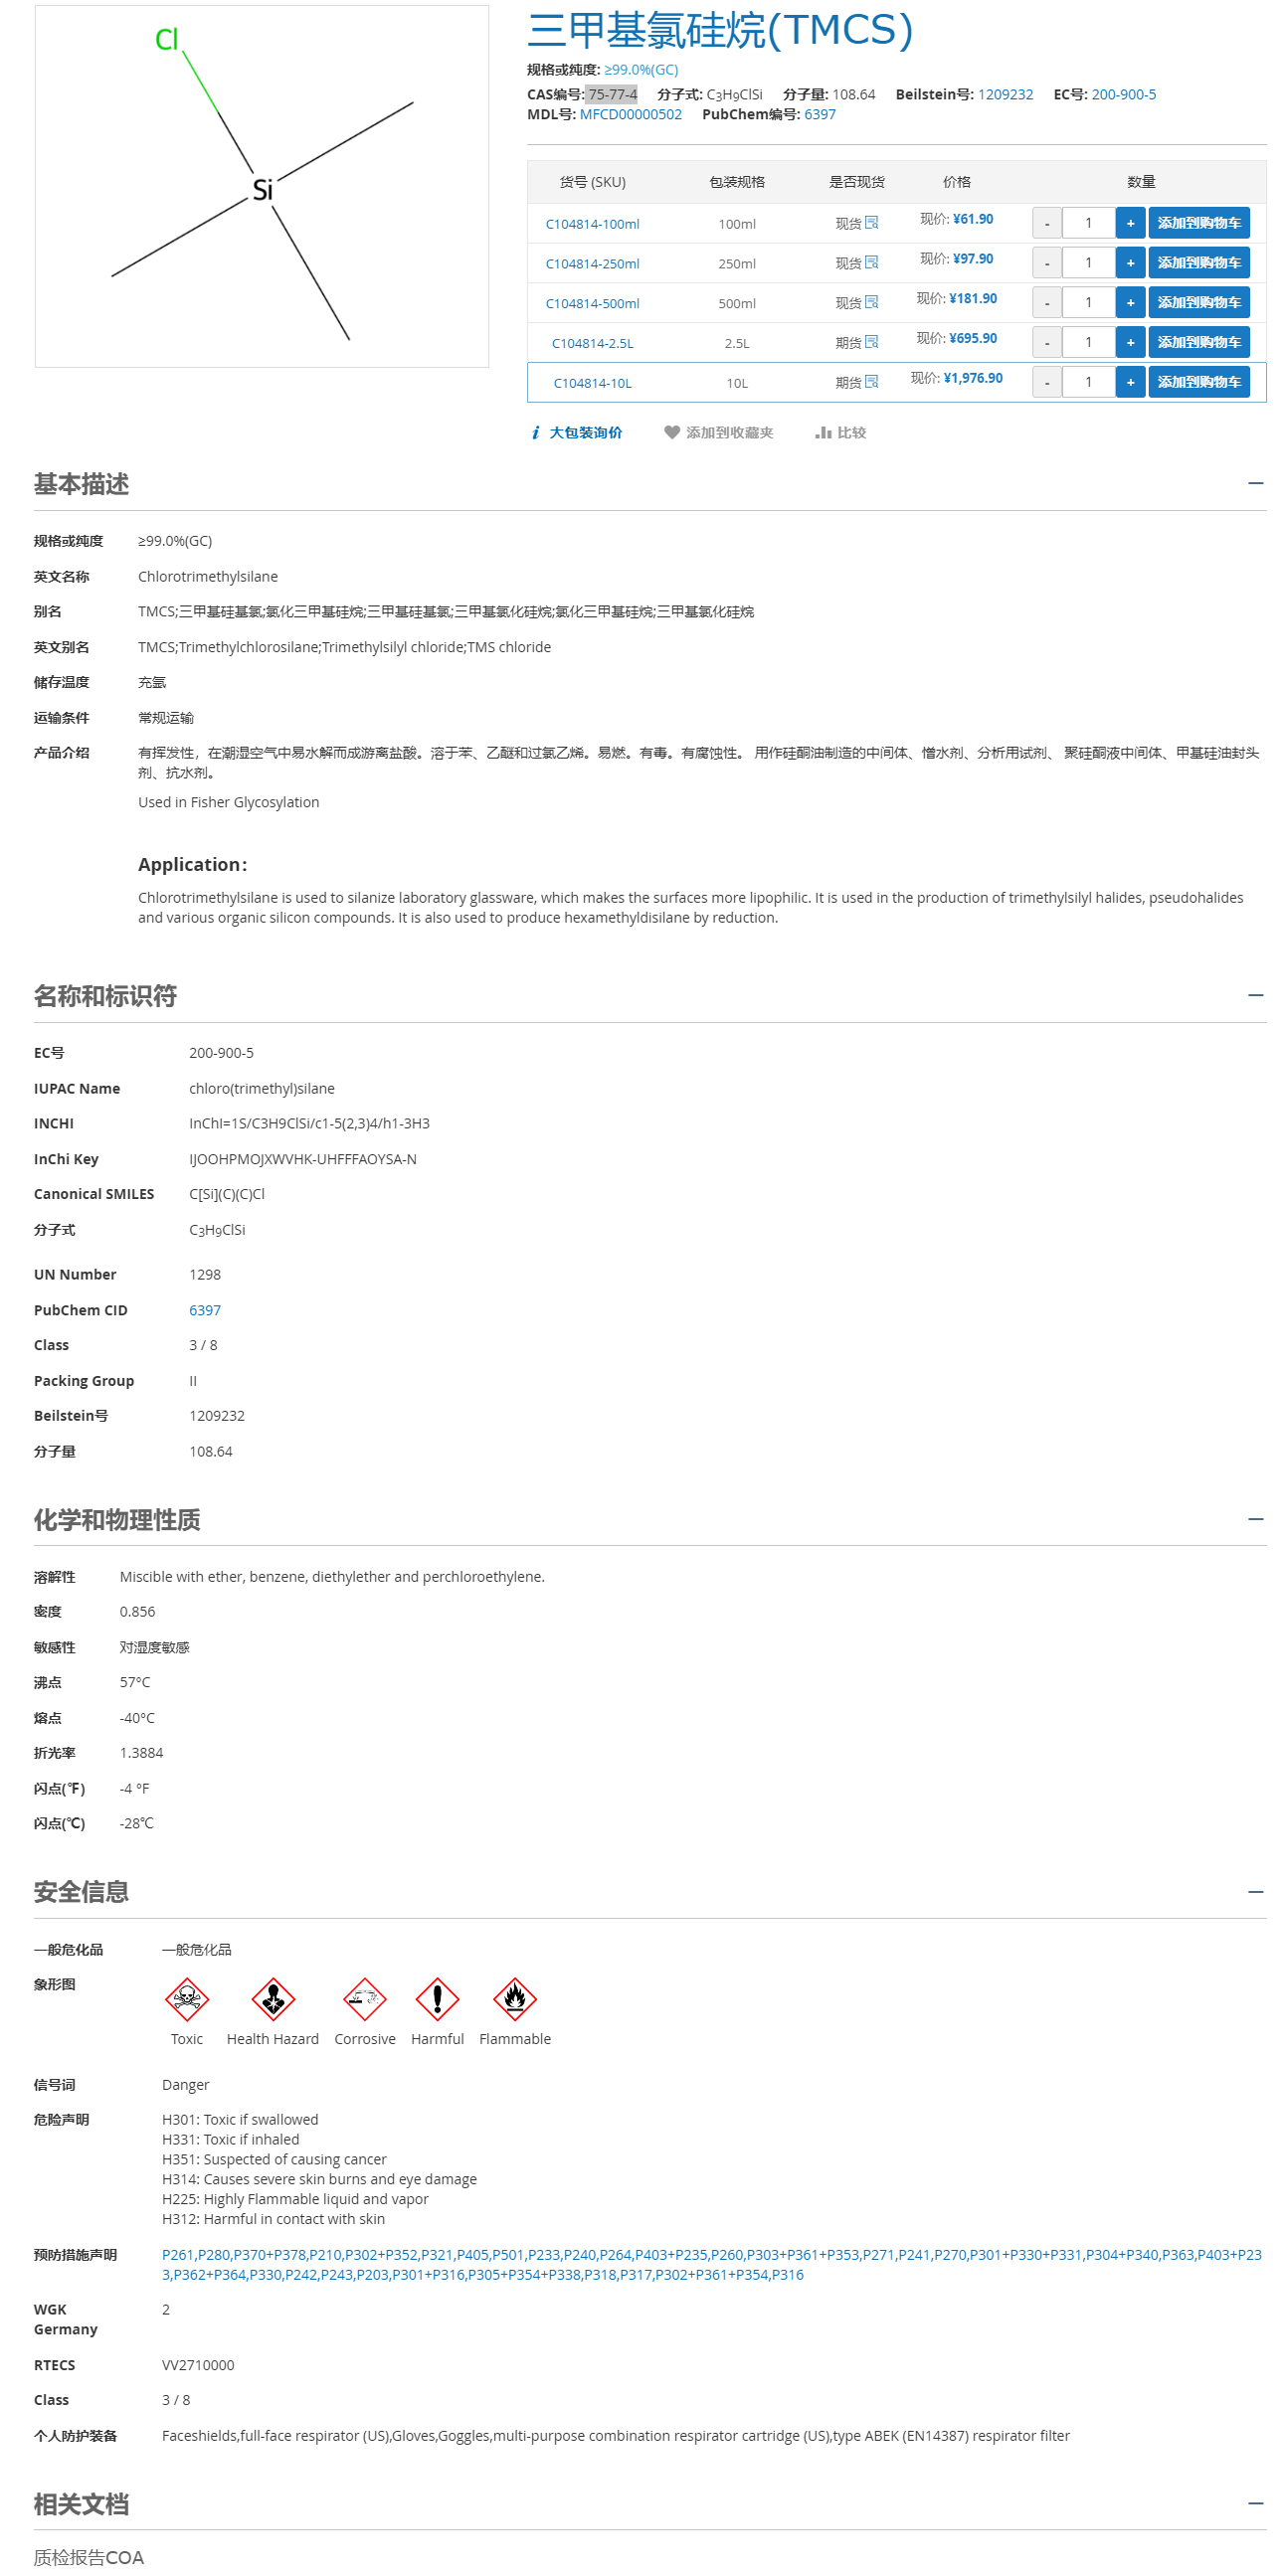 Cl
Si
三甲基氯硅烷(TMCS)
规格或纯度: ≥99.0%(GC)
CAS编号: 75-77-4 分子式: C3H9ClSi 分子量: 108.64 Beilstein号: 1209232 EC号: 200-900-5
MDL号: MFCD00000502 PubChem编号: 6397
货号 (SKU) 包装规格 是否现货 价格 数量
C104814-100ml 100ml 现货 现价: ¥61.90 - 1 + 添加到购物车
C104814-250ml 250ml 现货 现价: ¥97.90 - 1 + 添加到购物车
C104814-500ml 500ml 现货 现价: ¥181.90 - 1 + 添加到购物车
C104814-2.5L 2.5L 期货 现价: ¥695.90 - 1 + 添加到购物车
C104814-10L 10L 期货 现价: ¥1,976.90 - 1 + 添加到购物车
大包装询价 添加到收藏夹 比较
基本描述
规格或纯度 ≥99.0%(GC)
英文名称 Chlorotrimethylsilane
别名 TMCS;三甲基硅基氯;氯化三甲基硅烷;三甲基硅基氯;三甲基氯化硅烷;氯化三甲基硅烷;三甲基氯化硅烷
英文别名 TMCS;Trimethylchlorosilane;Trimethylsilyl chloride;TMS chloride
储存温度 充氩
运输条件 常规运输
产品介绍 有挥发性，在潮湿空气中易水解而成游离盐酸。溶于苯、乙醚和过氯乙烯。易燃。有毒。有腐蚀性。 用作硅酮油制造的中间体、憎水剂、分析用试剂、 聚硅酮液中间体、甲基硅油封头
剂、抗水剂。
Used in Fisher Glycosylation
Application：
Chlorotrimethylsilane is used to silanize laboratory glassware, which makes the surfaces more lipophilic. It is used in the production of trimethylsilyl halides, pseudohalides
and various organic silicon compounds. It is also used to produce hexamethyldisilane by reduction.
名称和标识符
EC号 200-900-5
IUPAC Name chloro(trimethyl)silane
INCHI InChI=1S/C3H9ClSi/c1-5(2,3)4/h1-3H3
InChi Key IJOOHPMOJXWVHK-UHFFFAOYSA-N
Canonical SMILES C[Si](C)(C)Cl
分子式 C3H9ClSi
UN Number 1298
PubChem CID 6397
Class 3 / 8
Packing Group II
Beilstein号 1209232
分子量 108.64
化学和物理性质
溶解性 Miscible with ether, benzene, diethylether and perchloroethylene.
密度 0.856
敏感性 对湿度敏感
沸点 57°C
熔点 -40°C
折光率 1.3884
闪点(°F) -4 °F
闪点(℃) -28℃
安全信息
一般危化品 一般危化品
象形图
Toxic Health Hazard Corrosive Harmful Flammable
信号词 Danger
危险声明 H301: Toxic if swallowed
H331: Toxic if inhaled
H351: Suspected of causing cancer
H314: Causes severe skin burns and eye damage
H225: Highly Flammable liquid and vapor
H312: Harmful in contact with skin
预防措施声明 P261,P280,P370+P378,P210,P302+P352,P321,P405,P501,P233,P240,P264,P403+P235,P260,P303+P361+P353,P271,P241,P270,P301+P330+P331,P304+P340,P363,P403+P23
3,P362+P364,P330,P242,P243,P203,P301+P316,P305+P354+P338,P318,P317,P302+P361+P354,P316
WGK 2
Germany
RTECS VV2710000
Class 3 / 8
个人防护装备 Faceshields,full-face respirator (US),Gloves,Goggles,multi-purpose combination respirator cartridge (US),type ABEK (EN14387) respirator filter
相关文档
质检报告COA